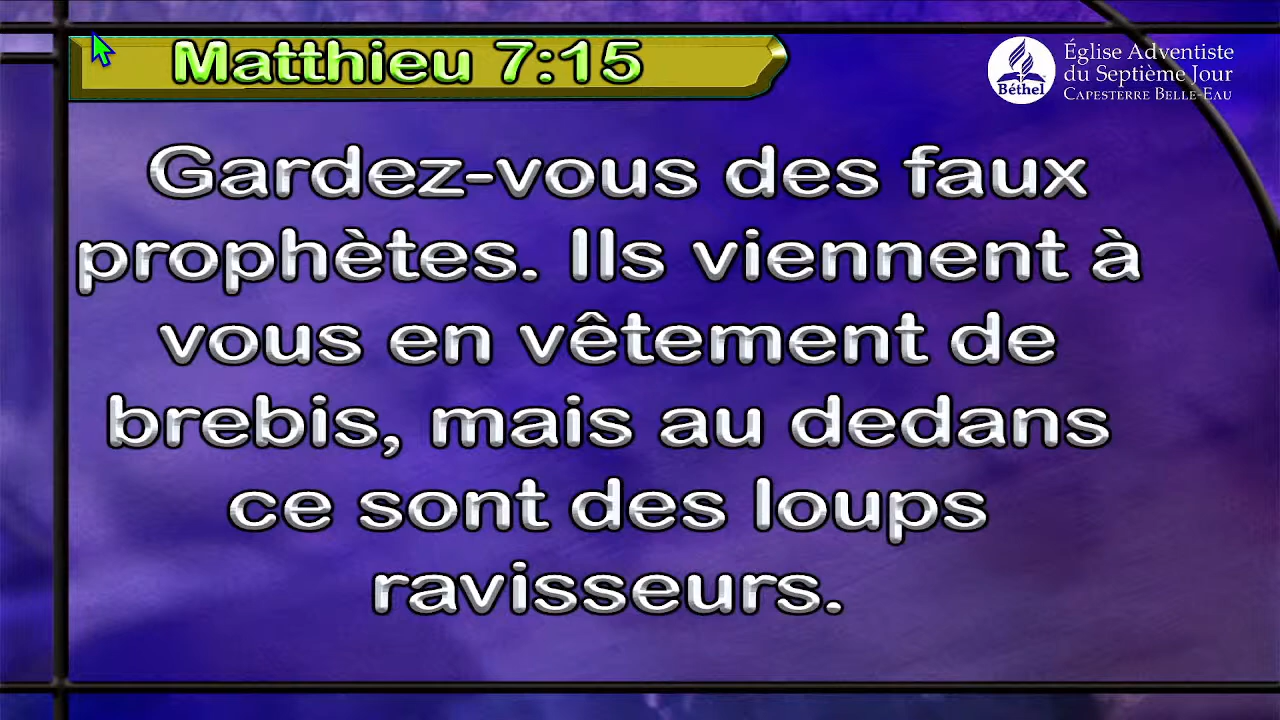 Matthieu 7:15
Église Adventiste
du Septième Jour
Capesterre Belle-Eau
Béthel
Gardez-vous des faux
prophètes. Ils viennent à
vous en vêtement de
brebis, mais au dedans
ce sont des loups
ravisseurs.